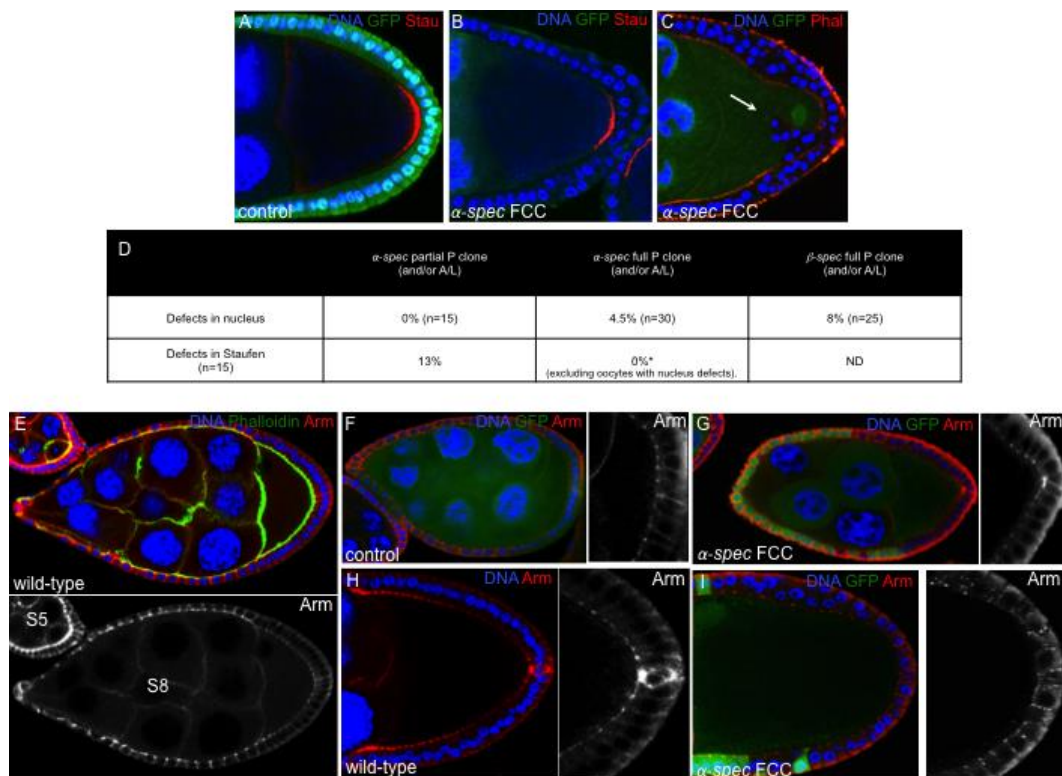 A
DNA GFP Stau
control
B
DNA GFP Stau
α-spec FCC
C
DNA GFP Phal
α-spec FCC
D
α-spec partial P clone (and/or A/L)
α-spec full P clone (and/or A/L)
β-spec full P clone (and/or A/L)
Defects in nucleus
0% (n=15)
4.5% (n=30)
8% (n=25)
Defects in Staufen (n=15)
13%
0%* (excluding oocytes with nucleus defects).
ND
E
DNA Phalloidin Arm
wild-type
Arm
S5
S8
F
DNA GFP Arm
control
Arm
G
DNA GFP Arm
α-spec FCC
Arm
H
DNA Arm
wild-type
Arm
I
DNA GFP Arm
α-spec FCC
Arm